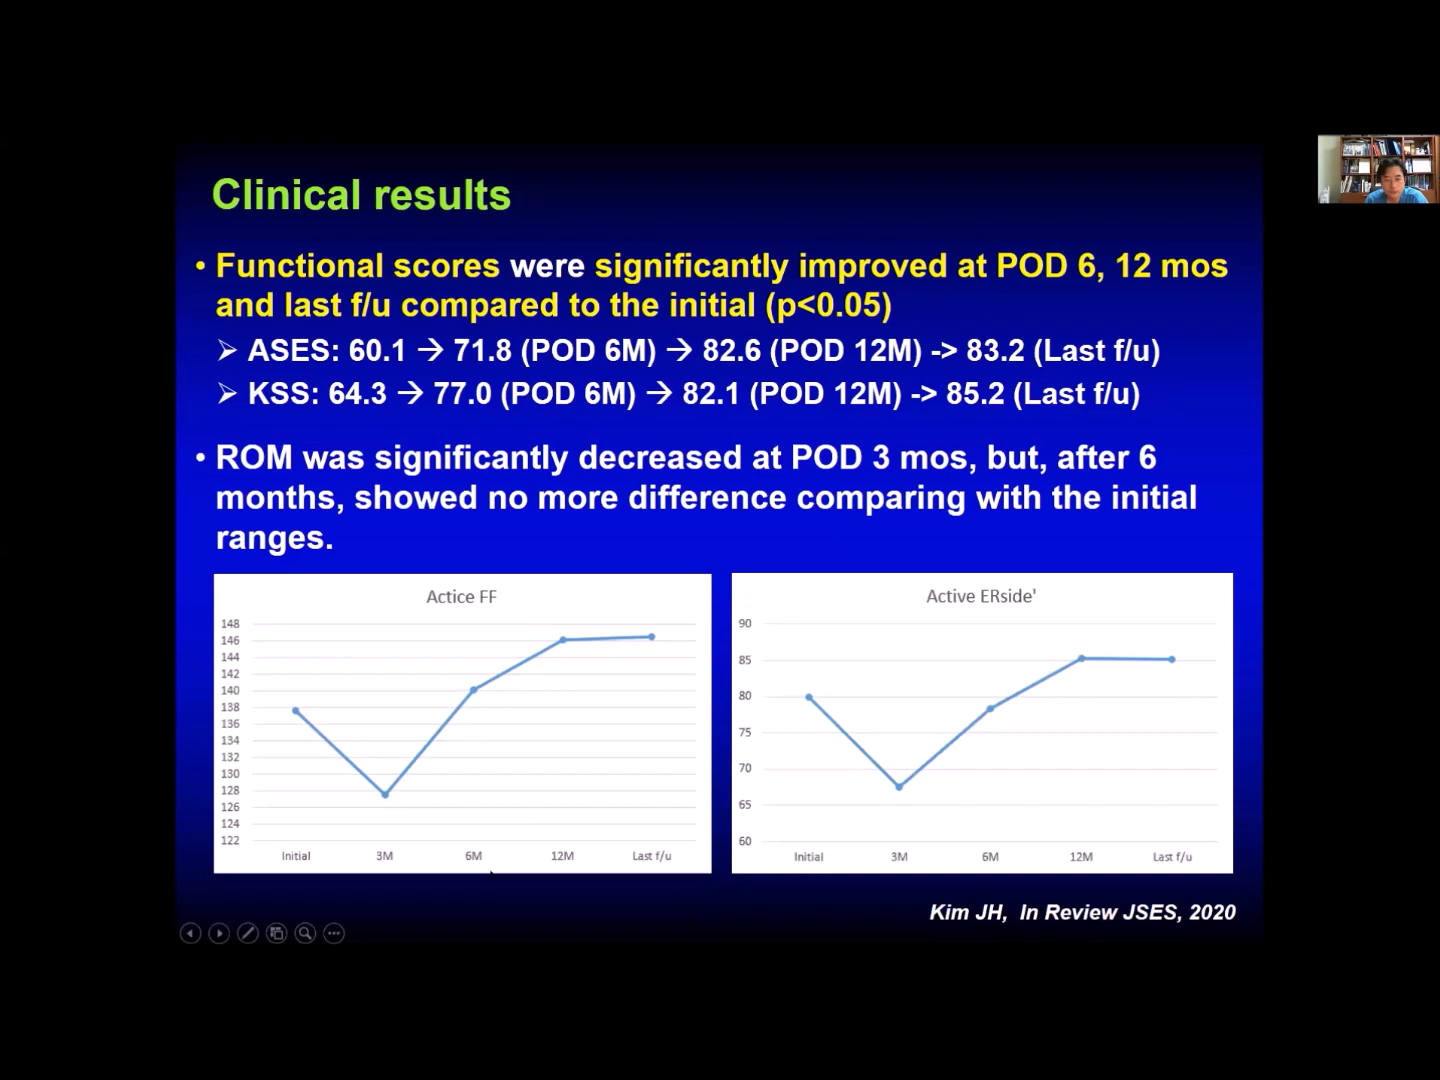 Clinical results
• Functional scores were significantly improved at POD 6, 12 mos
and last f/u compared to the initial (p<0.05)
➢ ASES: 60.1 → 71.8 (POD 6M) → 82.6 (POD 12M) -> 83.2 (Last f/u)
➢ KSS: 64.3 → 77.0 (POD 6M) → 82.1 (POD 12M) -> 85.2 (Last f/u)
• ROM was significantly decreased at POD 3 mos, but, after 6
months, showed no more difference comparing with the initial
ranges.
Actice FF
148
146
144
142
140
138
136
134
132
130
128
126
124
122
Initial 3M 6M 12M Last f/u
Active ERside'
90
85
80
75
70
65
60
Initial 3M 6M 12M Last f/u
Kim JH, In Review JSES, 2020